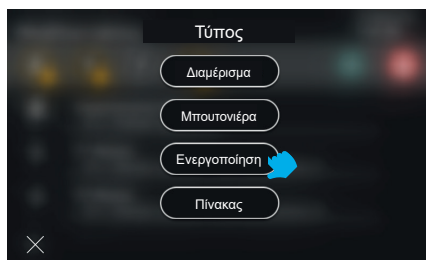 Τύπος
Διαμέρισμα
Μπουτονιέρα
Ενεργοποίηση
Πίνακας